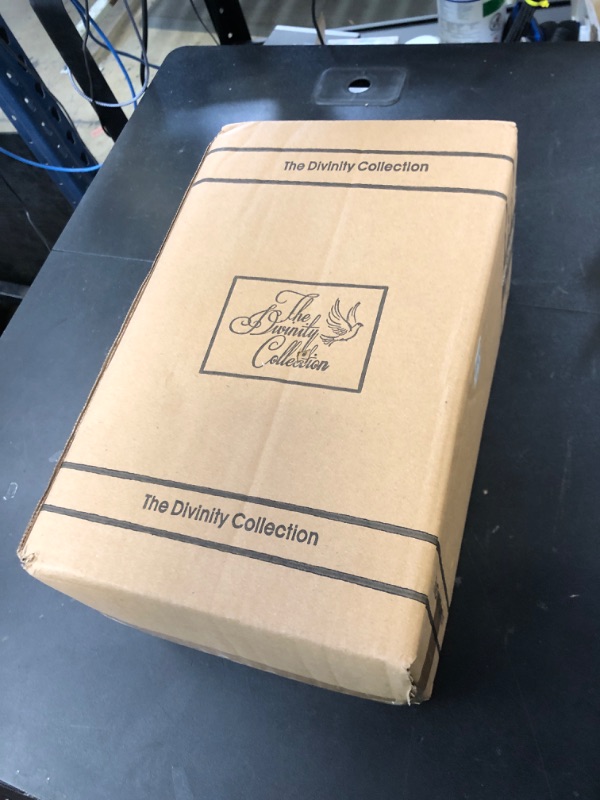 The Divinity Collection
The
Divinity
Collection
The Divinity Collection